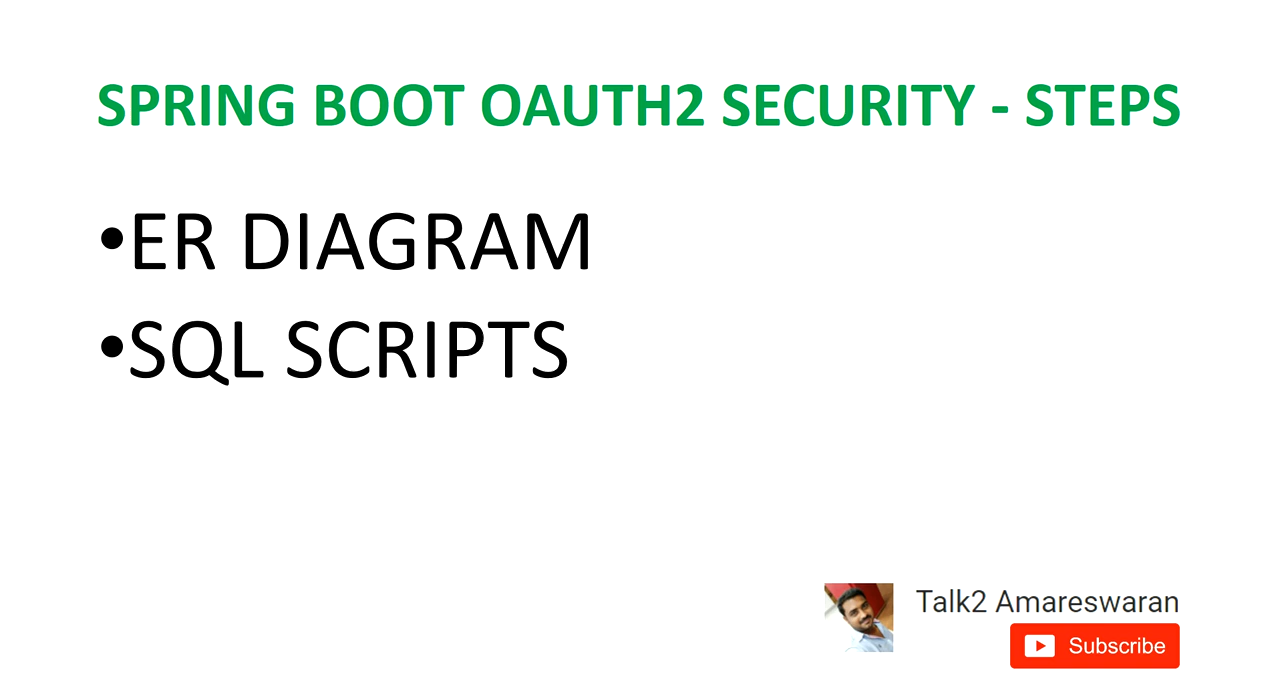 SPRING BOOT OAUTH2 SECURITY - STEPS
•ER DIAGRAM
•SQL SCRIPTS
Talk2 Amareswaran
Subscribe